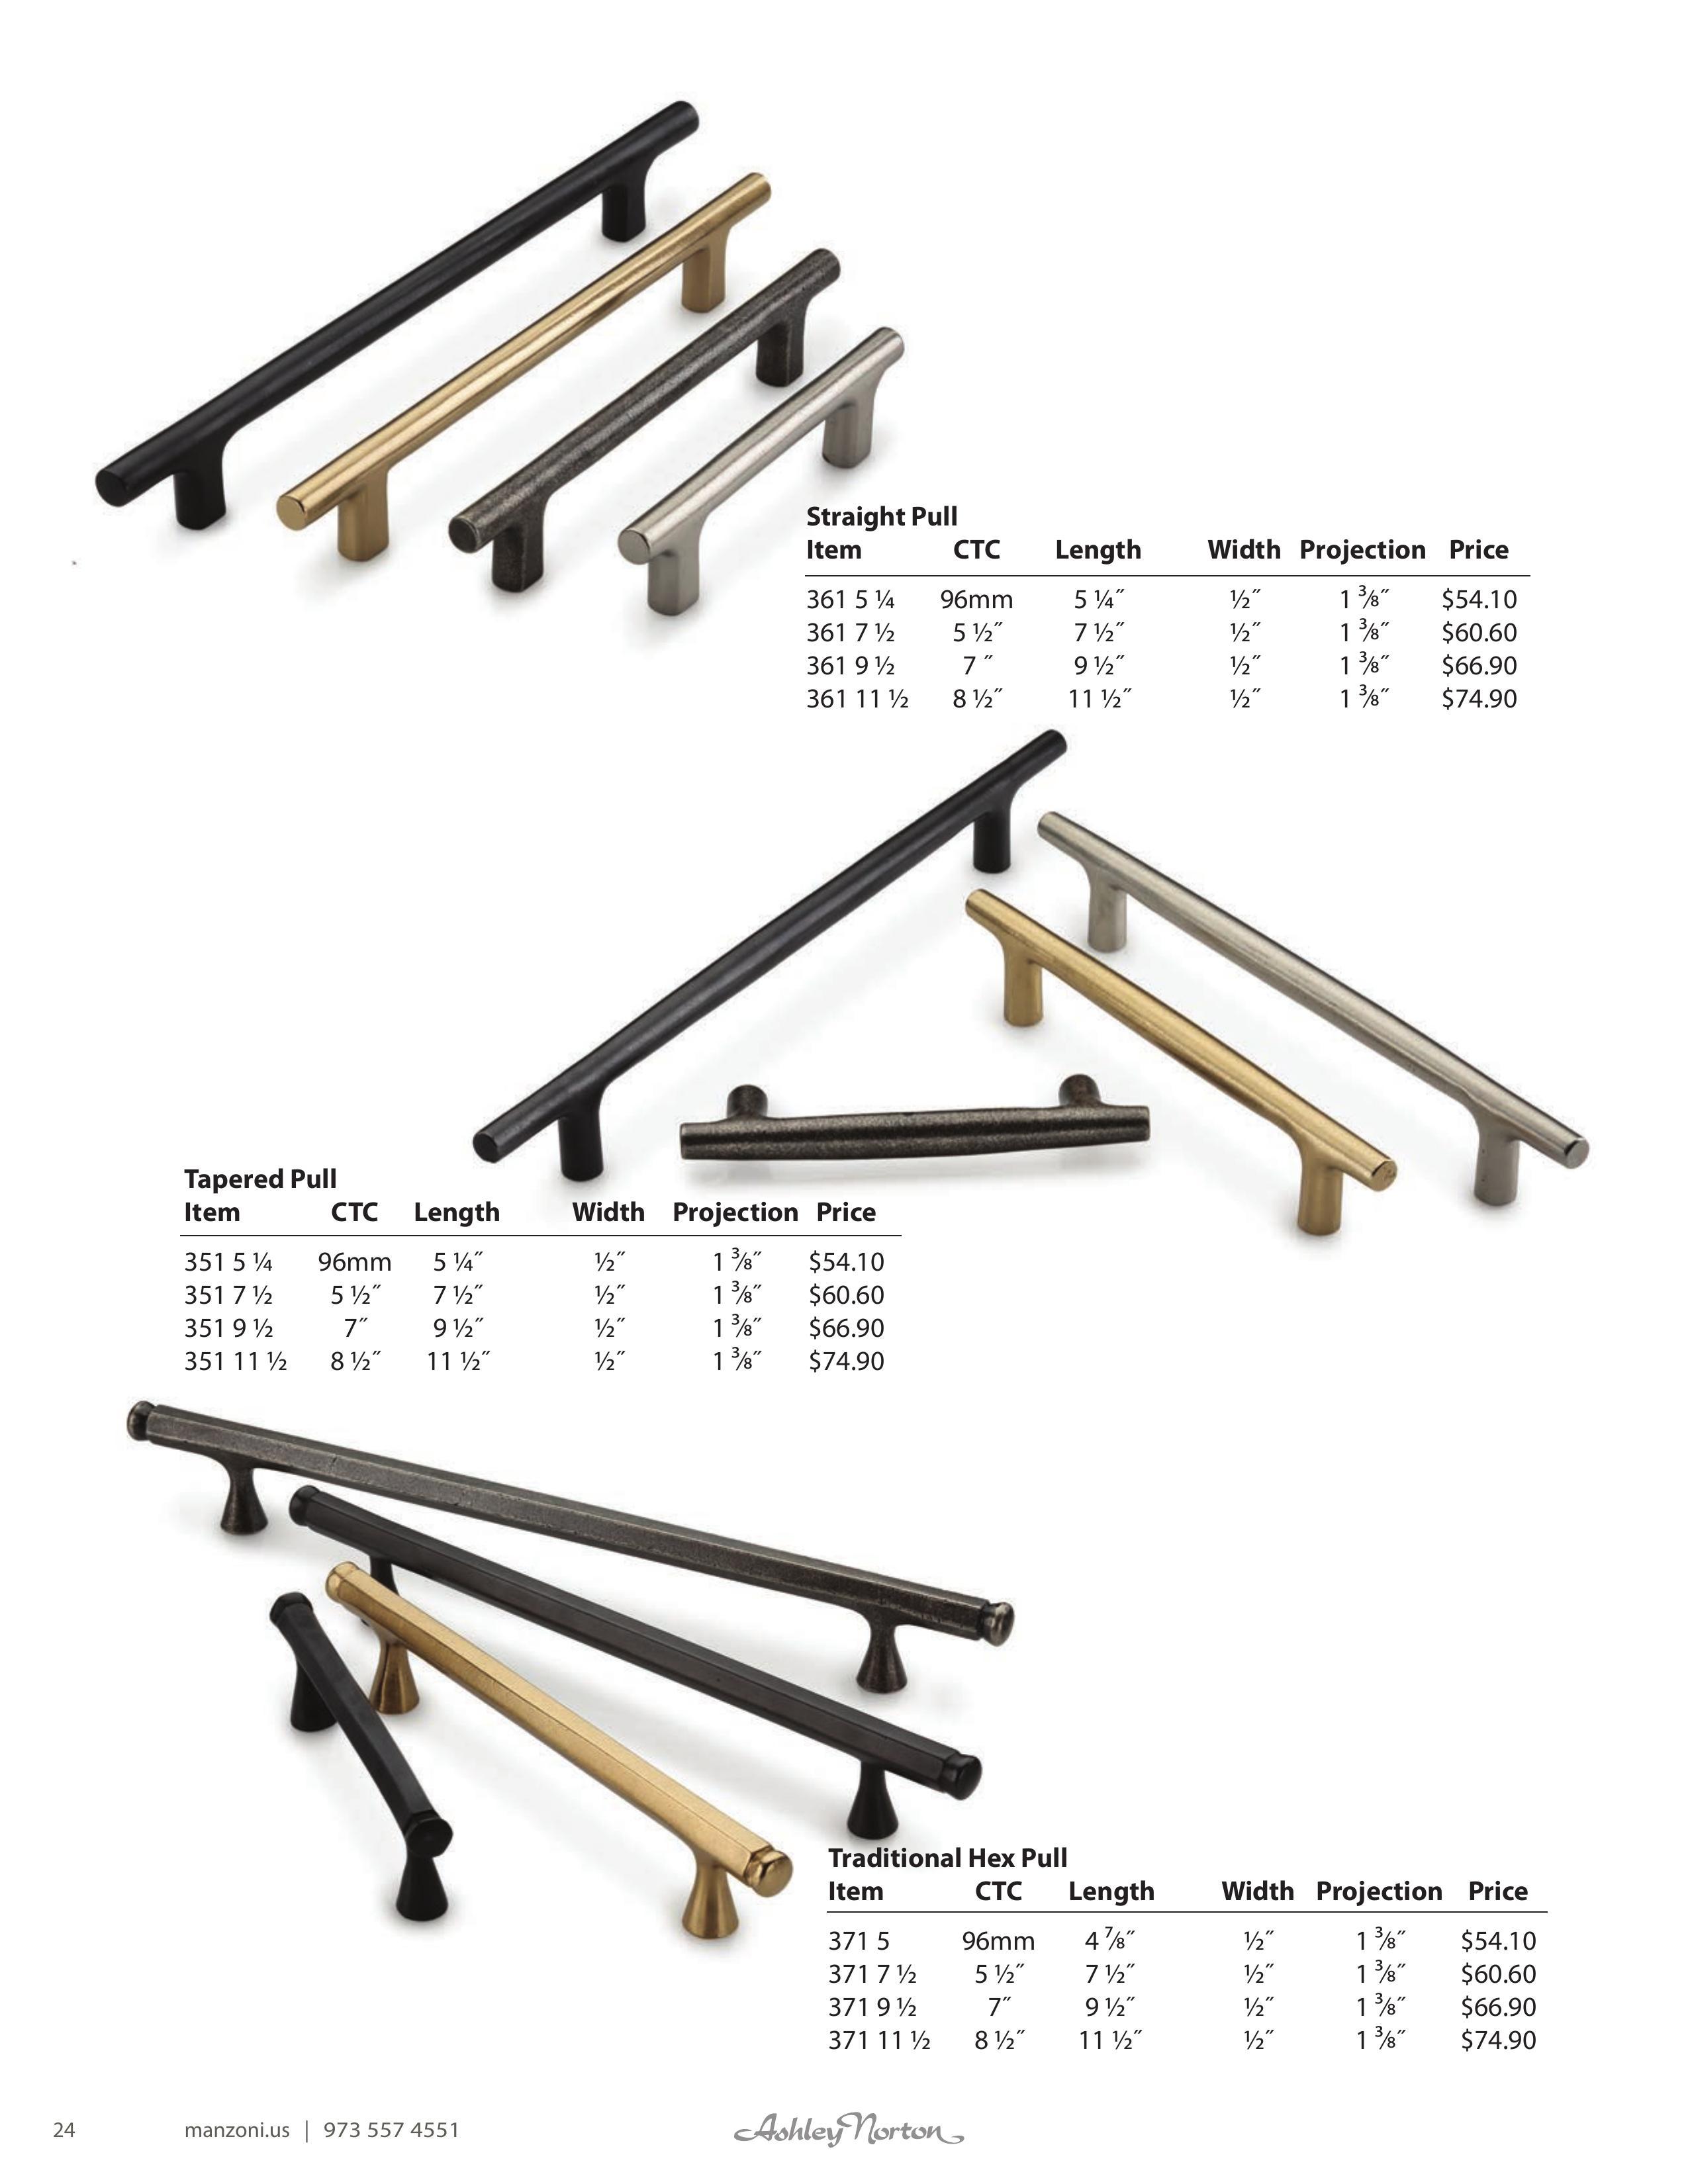 Straight Pull
Item CTC Length Width Projection Price
361 5 ¼ 96mm 5 ¼˝ ½˝ 1 ⅜˝ $54.10
361 7 ½ 5 ½˝ 7 ½˝ ½˝ 1 ⅜˝ $60.60
361 9 ½ 7 ˝ 9 ½˝ ½˝ 1 ⅜˝ $66.90
361 11 ½ 8 ½˝ 11 ½˝ ½˝ 1 ⅜˝ $74.90
Tapered Pull
Item CTC Length Width Projection Price
351 5 ¼ 96mm 5 ¼˝ ½˝ 1 ⅜˝ $54.10
351 7 ½ 5 ½˝ 7 ½˝ ½˝ 1 ⅜˝ $60.60
351 9 ½ 7˝ 9 ½˝ ½˝ 1 ⅜˝ $66.90
351 11 ½ 8 ½˝ 11 ½˝ ½˝ 1 ⅜˝ $74.90
Traditional Hex Pull
Item CTC Length Width Projection Price
371 5 96mm 4 ⅞˝ ½˝ 1 ⅜˝ $54.10
371 7 ½ 5 ½˝ 7 ½˝ ½˝ 1 ⅜˝ $60.60
371 9 ½ 7˝ 9 ½˝ ½˝ 1 ⅜˝ $66.90
371 11 ½ 8 ½˝ 11 ½˝ ½˝ 1 ⅜˝ $74.90
24 manzoni.us | 973 557 4551 Ashley Norton